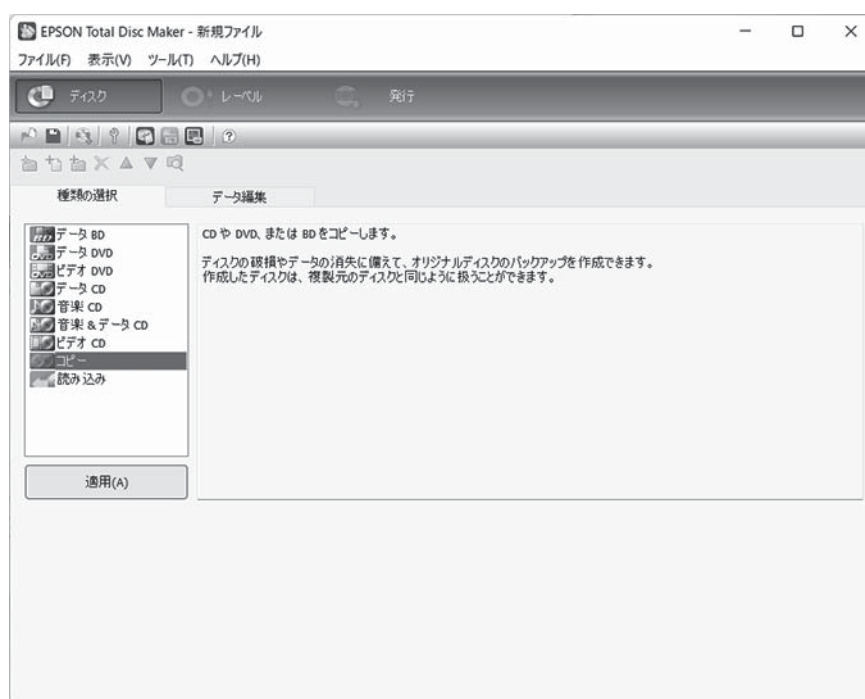 EPSON Total Disc Maker - 新規ファイル
ファイル(F) 表示(V) ツール(T) ヘルプ(H)
ディスク レーベル 発行
種類の選択 データ編集
データ BD
データ DVD
ビデオ DVD
データ CD
音楽 CD
音楽 & データ CD
ビデオ CD
コピー
読み込み
適用(A)
CD や DVD、または BD をコピーします。
ディスクの破損やデータの消失に備えて、オリジナルディスクのバックアップを作成できます。
作成したディスクは、複製元のディスクと同じように扱うことができます。